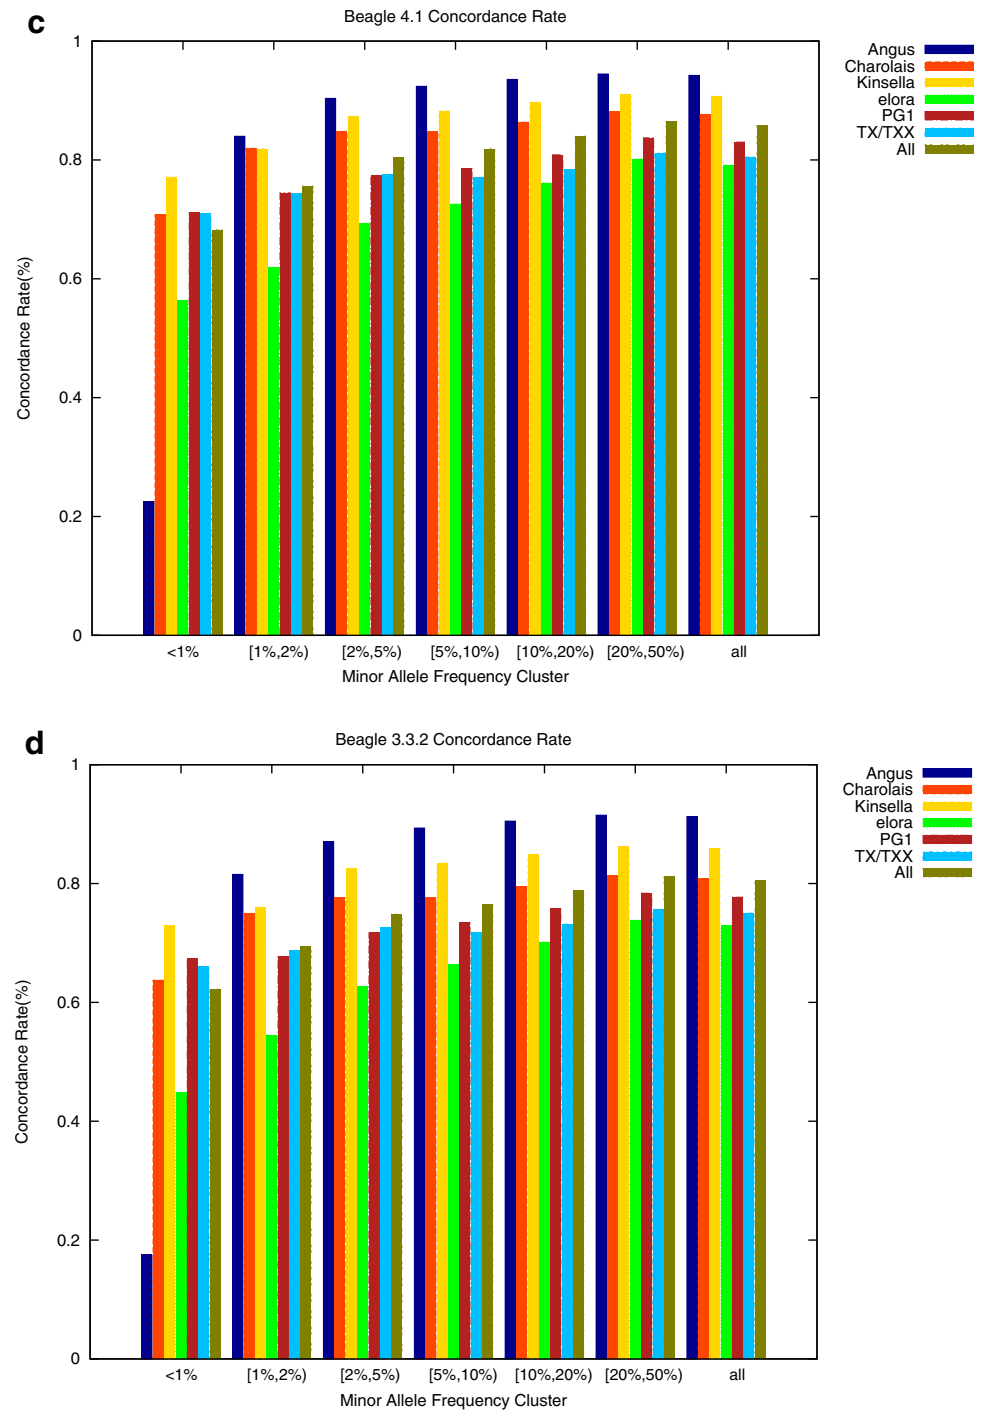 c
Beagle 4.1 Concordance Rate
1
0.8
0.6
0.4
0.2
0
Concordance Rate(%)
Angus
Charolais
Kinsella
elora
PG1
TX/TXX
All
<1% [1%,2%) [2%,5%) [5%,10%) [10%,20%) [20%,50%) all
Minor Allele Frequency Cluster
d
Beagle 3.3.2 Concordance Rate
1
0.8
0.6
0.4
0.2
0
Concordance Rate(%)
Angus
Charolais
Kinsella
elora
PG1
TX/TXX
All
<1% [1%,2%) [2%,5%) [5%,10%) [10%,20%) [20%,50%) all
Minor Allele Frequency Cluster